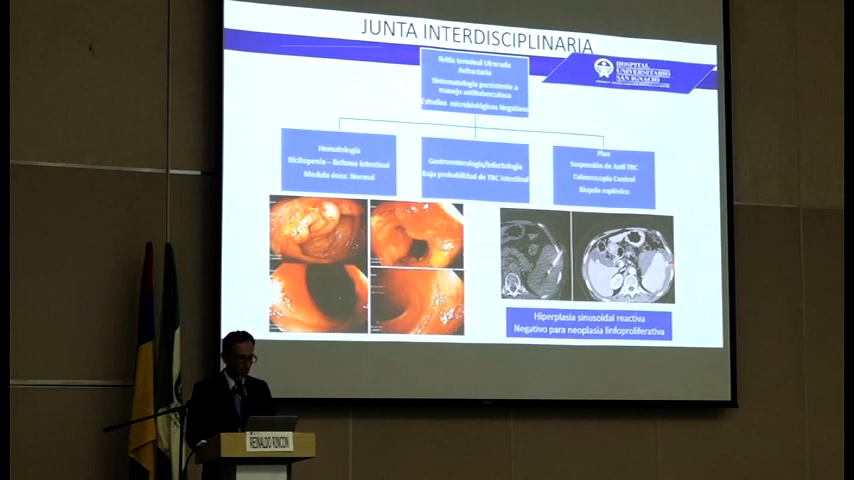 JUNTA INTERDISCIPLINARIA
HOSPITAL
UNIVERSITARIO
SAN IGNACIO
Ileitis terminal Ulcerada
Refractaria
Sintomatología persistente a
manejo antituberculoso
Estudios microbiológicos Negativos
Hematología
Bicitopenia – linfoma intestinal
Medula ósea: Normal
Gastroenterología/infectología
Baja probabilidad de TBC intestinal
Plan
Suspensión de Anti TBC
Colonoscopia Control
Biopsia esplénica
Hiperplasia sinusoidal reactiva
Negativo para neoplasia linfoproliferativa
REINALDO RINCON